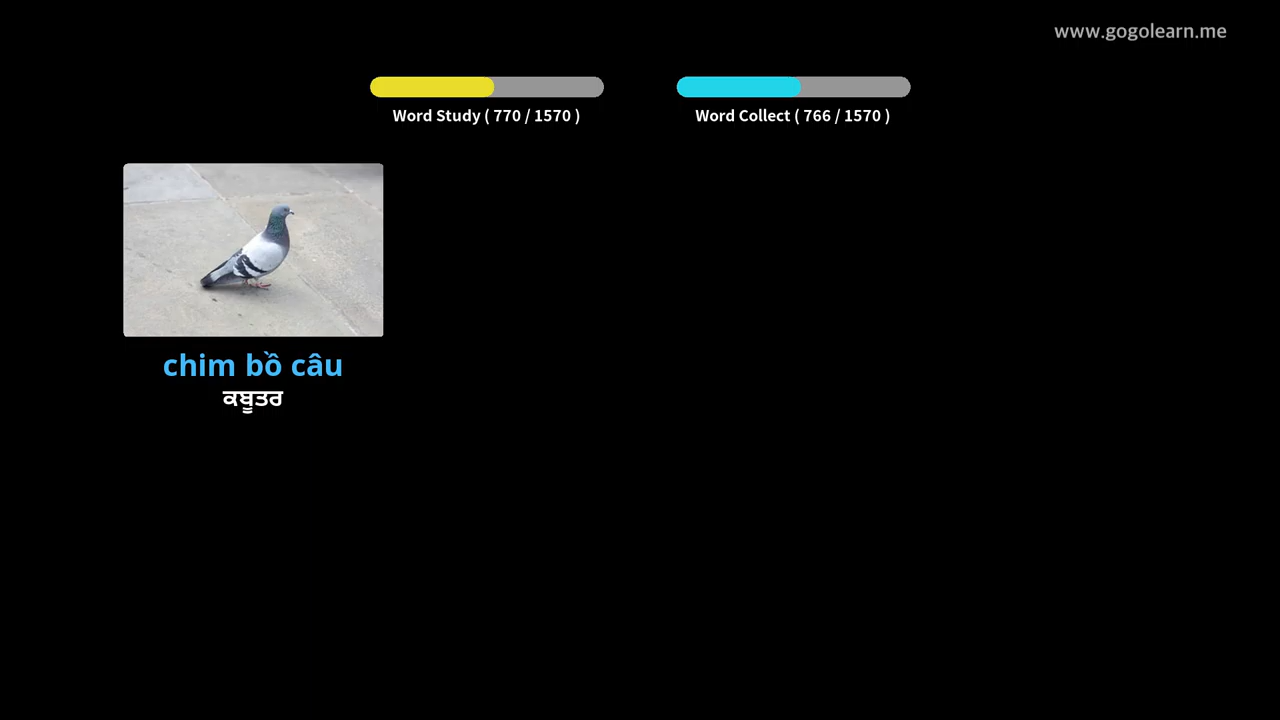 www.gogolearn.me
Word Study ( 770 / 1570 )
Word Collect ( 766 / 1570 )
chim bồ câu
ਕਬੂਤਰ